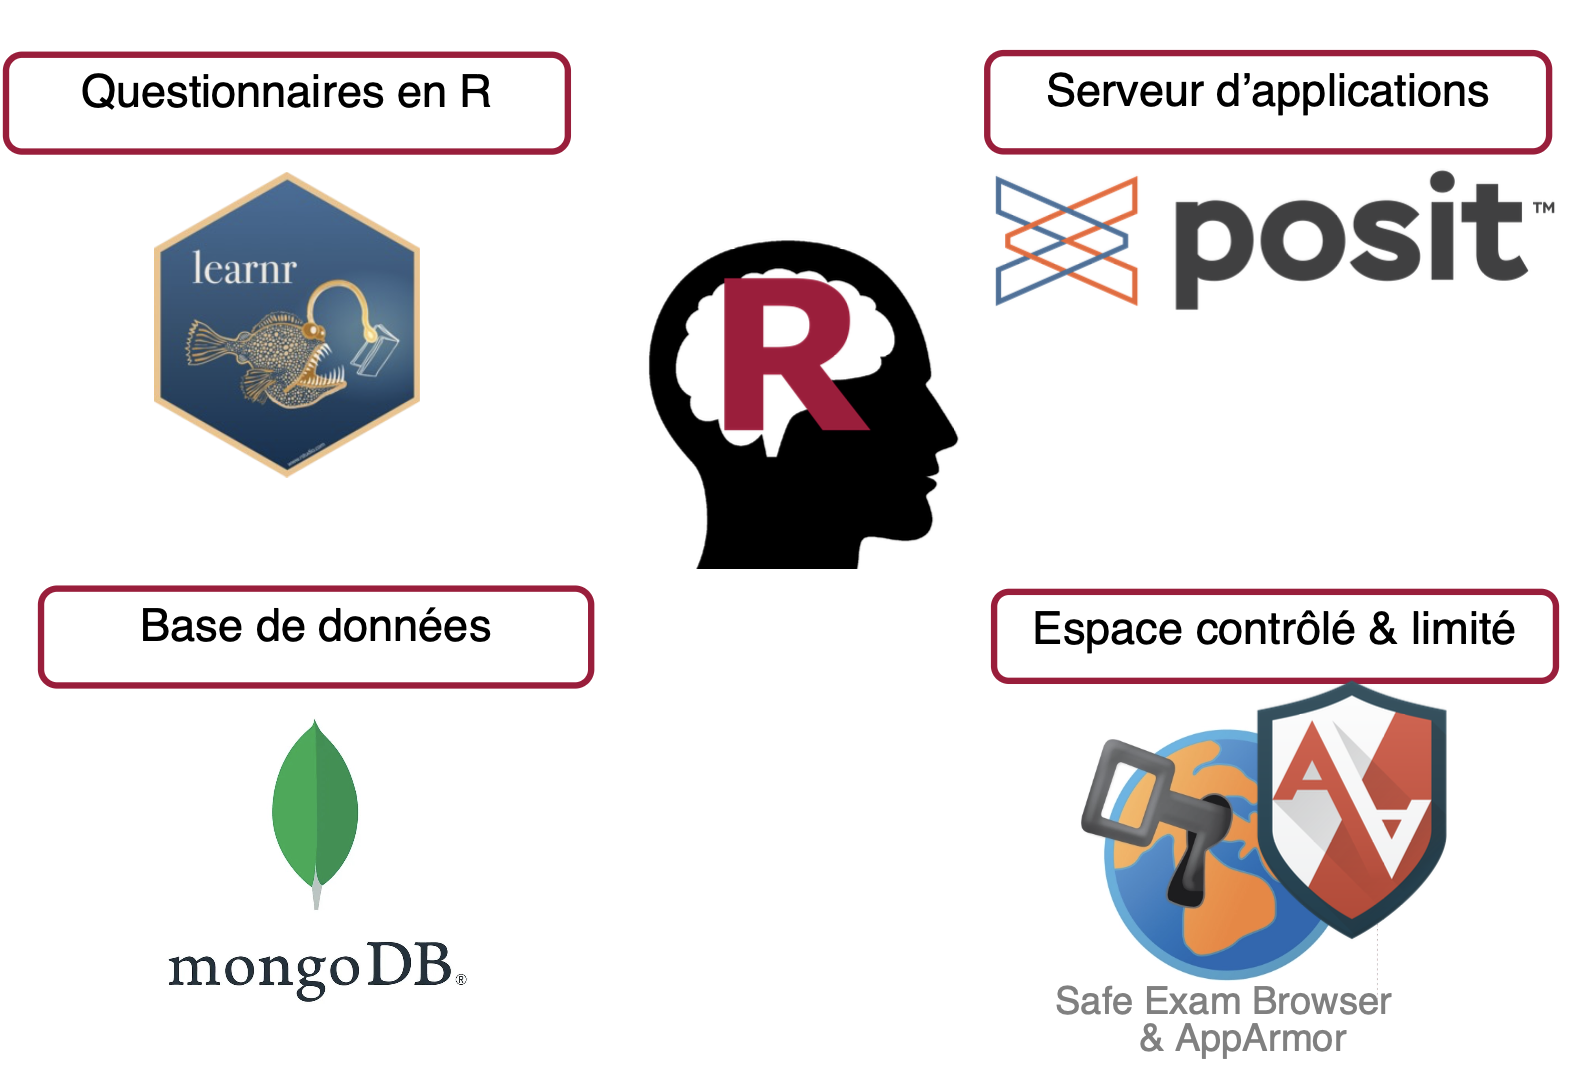 Questionnaires en R
Serveur d’applications
learnr
posit™
R
Base de données
Espace contrôlé & limité
mongoDB®
Safe Exam Browser
& AppArmor